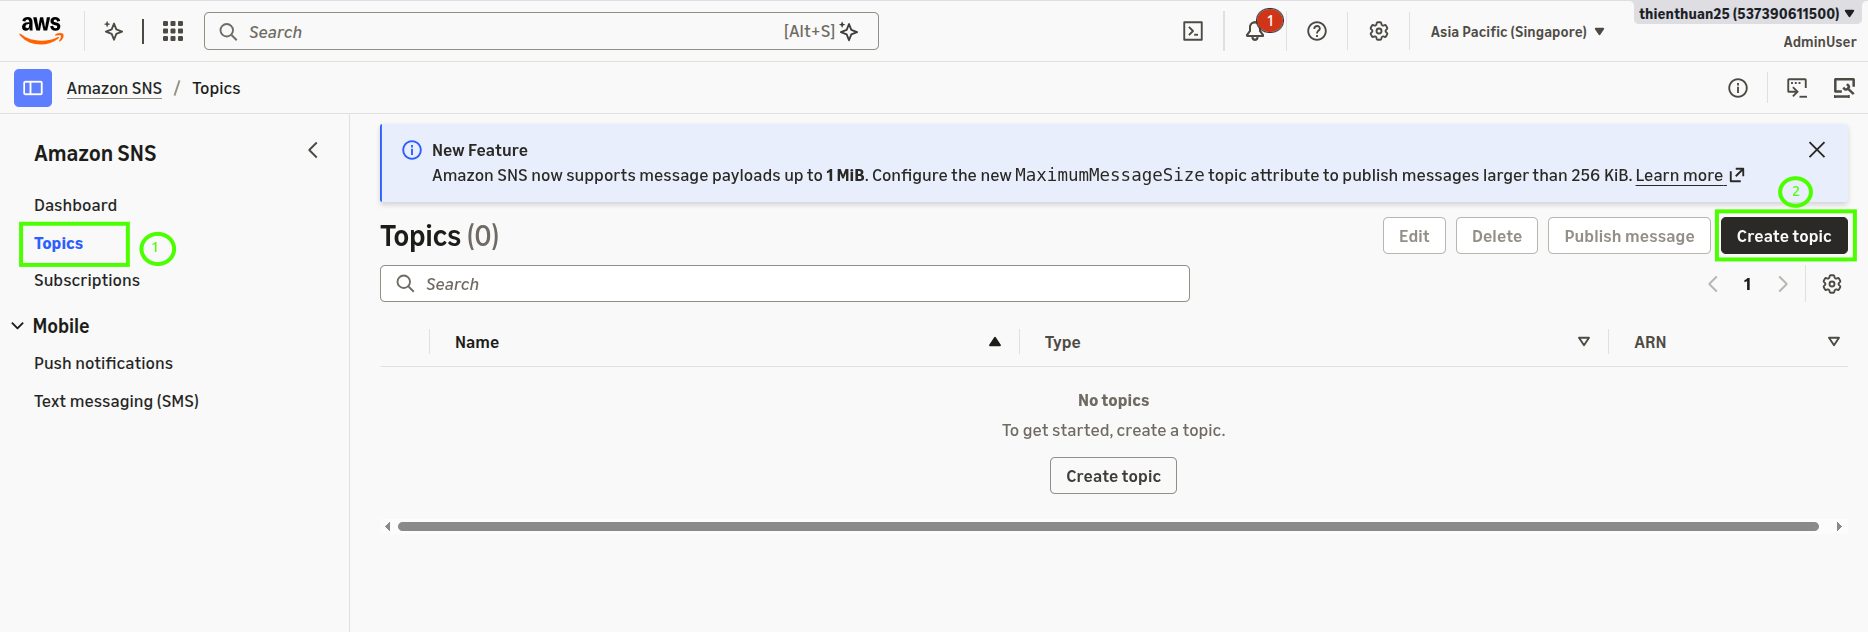 aws
Search
[Alt+S]
1
Asia Pacific (Singapore)
thienthuan25 (537390611500)
AdminUser
Amazon SNS / Topics
Amazon SNS
Dashboard
Topics
1
Subscriptions
Mobile
Push notifications
Text messaging (SMS)
New Feature
Amazon SNS now supports message payloads up to 1 MiB. Configure the new MaximumMessageSize topic attribute to publish messages larger than 256 KiB. Learn more
2
Topics (0)
Edit
Delete
Publish message
Create topic
Search
1
Name
Type
ARN
No topics
To get started, create a topic.
Create topic